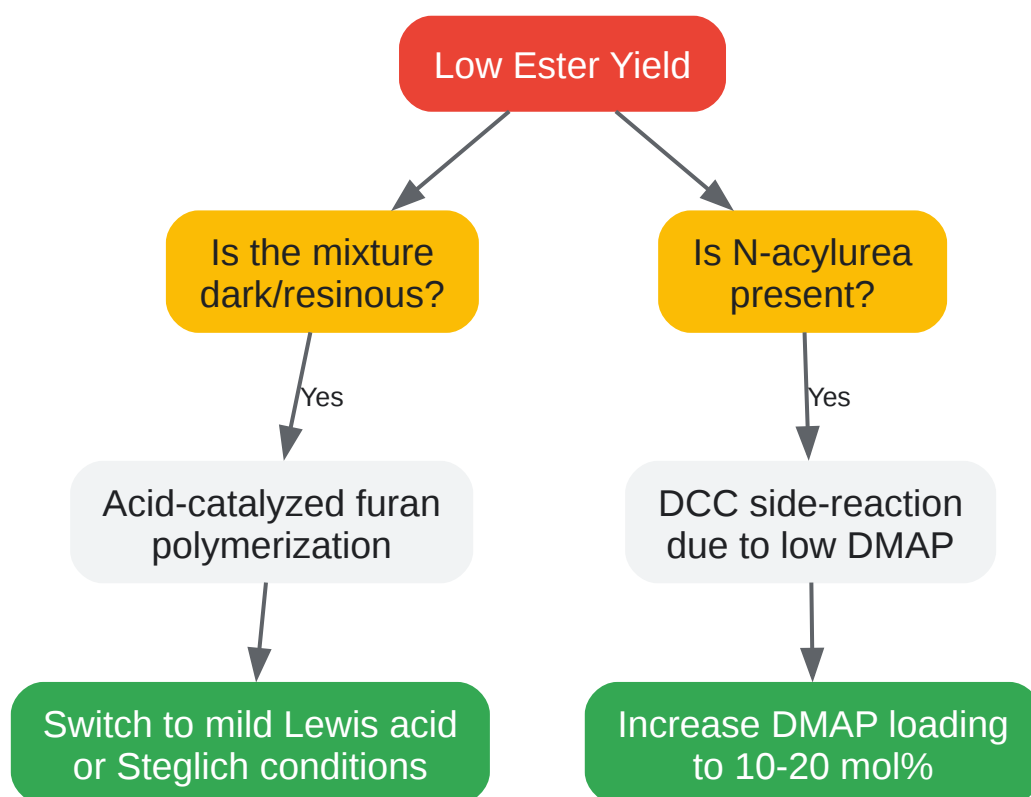 Low Ester Yield
Is the mixture
dark/resinous?
Is N-acylurea
present?
Yes
Yes
Acid-catalyzed furan
polymerization
DCC side-reaction
due to low DMAP
Switch to mild Lewis acid
or Steglich conditions
Increase DMAP loading
to 10-20 mol%